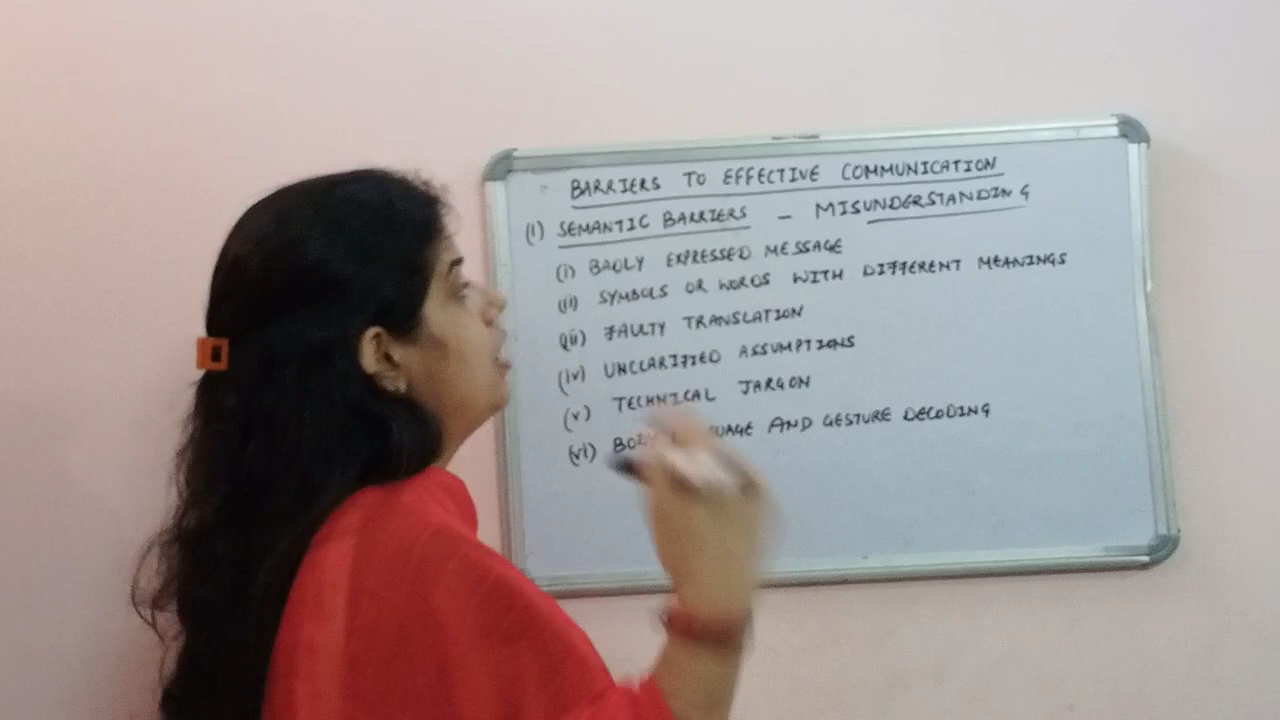 BARRIERS TO EFFECTIVE COMMUNICATION
(1) SEMANTIC BARRIERS - MISUNDERSTANDING
(i) BADLY EXPRESSED MESSAGE
(ii) SYMBOLS OR WORDS WITH DIFFERENT MEANINGS
(iii) FAULTY TRANSLATION
(iv) UNCLARIFIED ASSUMPTIONS
(v) TECHNICAL JARGON
(vi) AND GESTURE DECODING